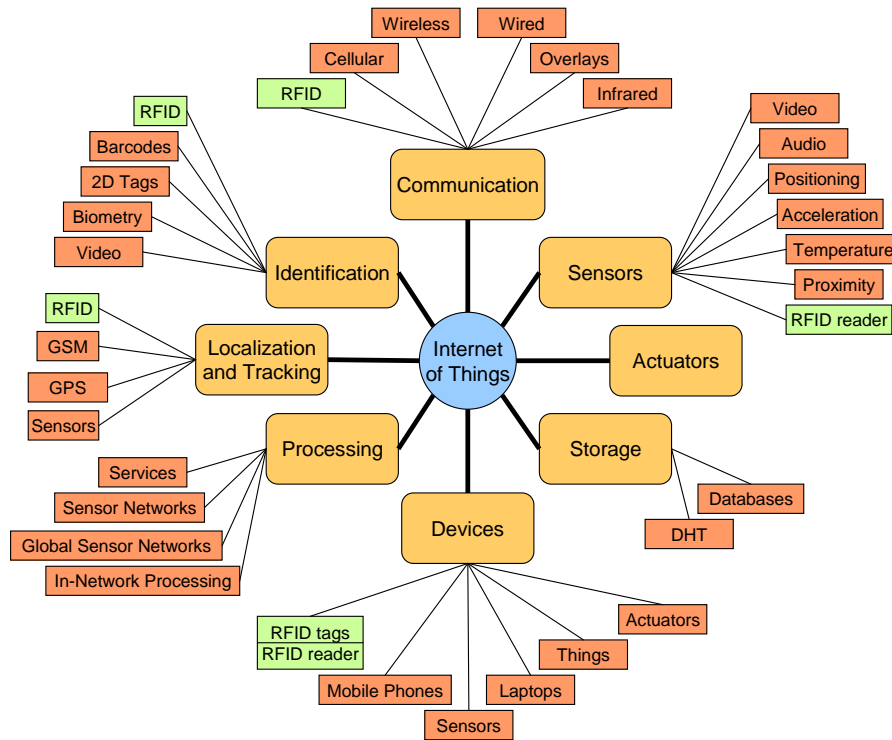 Wireless
Wired
Cellular
Overlays
RFID
Infrared
Communication
RFID
Barcodes
2D Tags
Biometry
Video
Identification
Video
Audio
Positioning
Acceleration
Temperature
Proximity
RFID reader
Sensors
RFID
GSM
GPS
Sensors
Localization
and Tracking
Internet
of Things
Actuators
Processing
Services
Sensor Networks
Global Sensor Networks
In-Network Processing
Storage
Databases
DHT
Devices
RFID tags
RFID reader
Mobile Phones
Sensors
Laptops
Things
Actuators